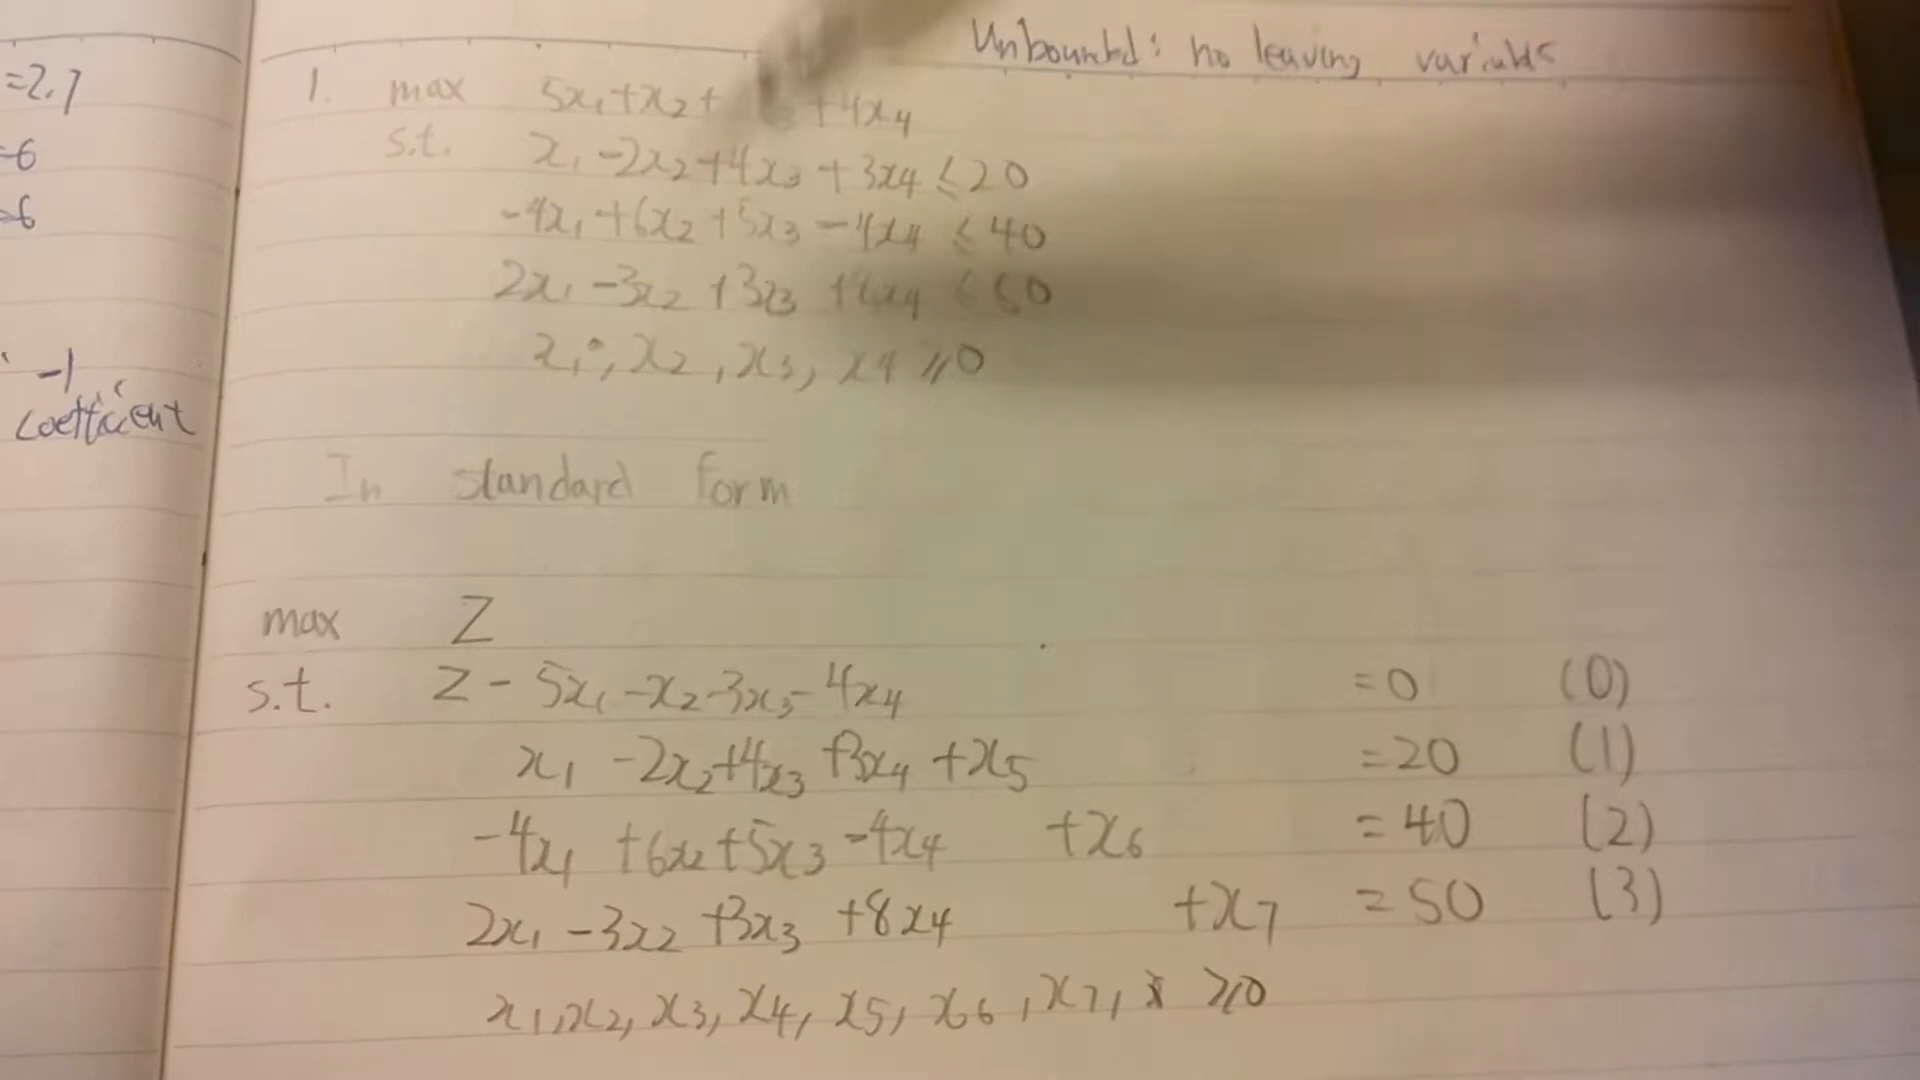 =2.7
-6
=6
-1
coefficient
Unbounded: no leaving variable
1. max 5x₁+x₂+ +4x₄
s.t. x₁-2x₂+4x₃+3x₄≤20
-4x₁+6x₂+5x₃-4x₄≤40
2x₁-3x₂+3x₃+8x₄≤50
x₁,x₂,x₃,x₄≥0
In standard form
max Z
s.t. Z-5x₁-x₂-3x₃-4x₄ =0 (0)
x₁-2x₂+4x₃+3x₄+x₅ =20 (1)
-4x₁+6x₂+5x₃-4x₄ +x₆ =40 (2)
2x₁-3x₂+3x₃+8x₄ +x₇ =50 (3)
x₁,x₂,x₃,x₄,x₅,x₆,x₇, ≥0